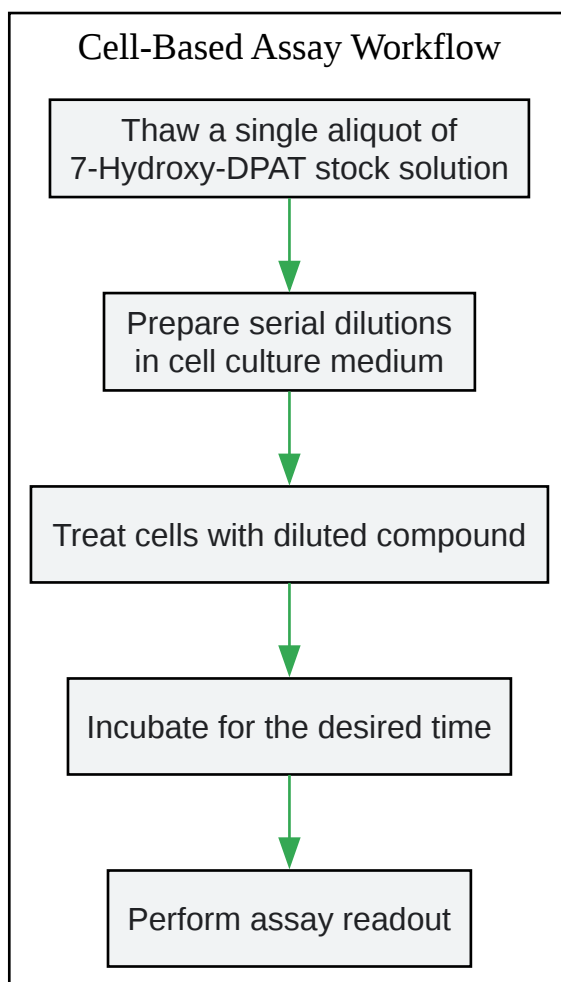 Cell-Based Assay Workflow
Thaw a single aliquot of
7-Hydroxy-DPAT stock solution
Prepare serial dilutions
in cell culture medium
Treat cells with diluted compound
Incubate for the desired time
Perform assay readout